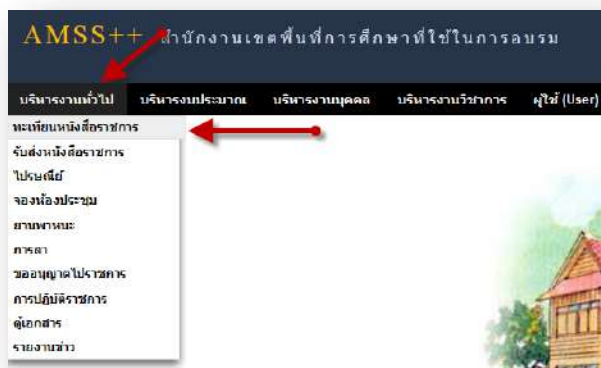 AMSS++ สำนักงานเขตพื้นที่การศึกษาที่ใช้ในการอบรม
บริหารงานทั่วไป บริหารงบประมาณ บริหารงานบุคคล บริหารงานวิชาการ ผู้ใช้ (User)
ทะเทียนหนังสือราชการ
รับส่งหนังสือราชการ
ไปรษณีย์
จองห้องประชุม
ยานพาหนะ
การลา
ขออนุญาตไปราชการ
การปฏิบัติราชการ
ตู้เอกสาร
รายงานข่าว